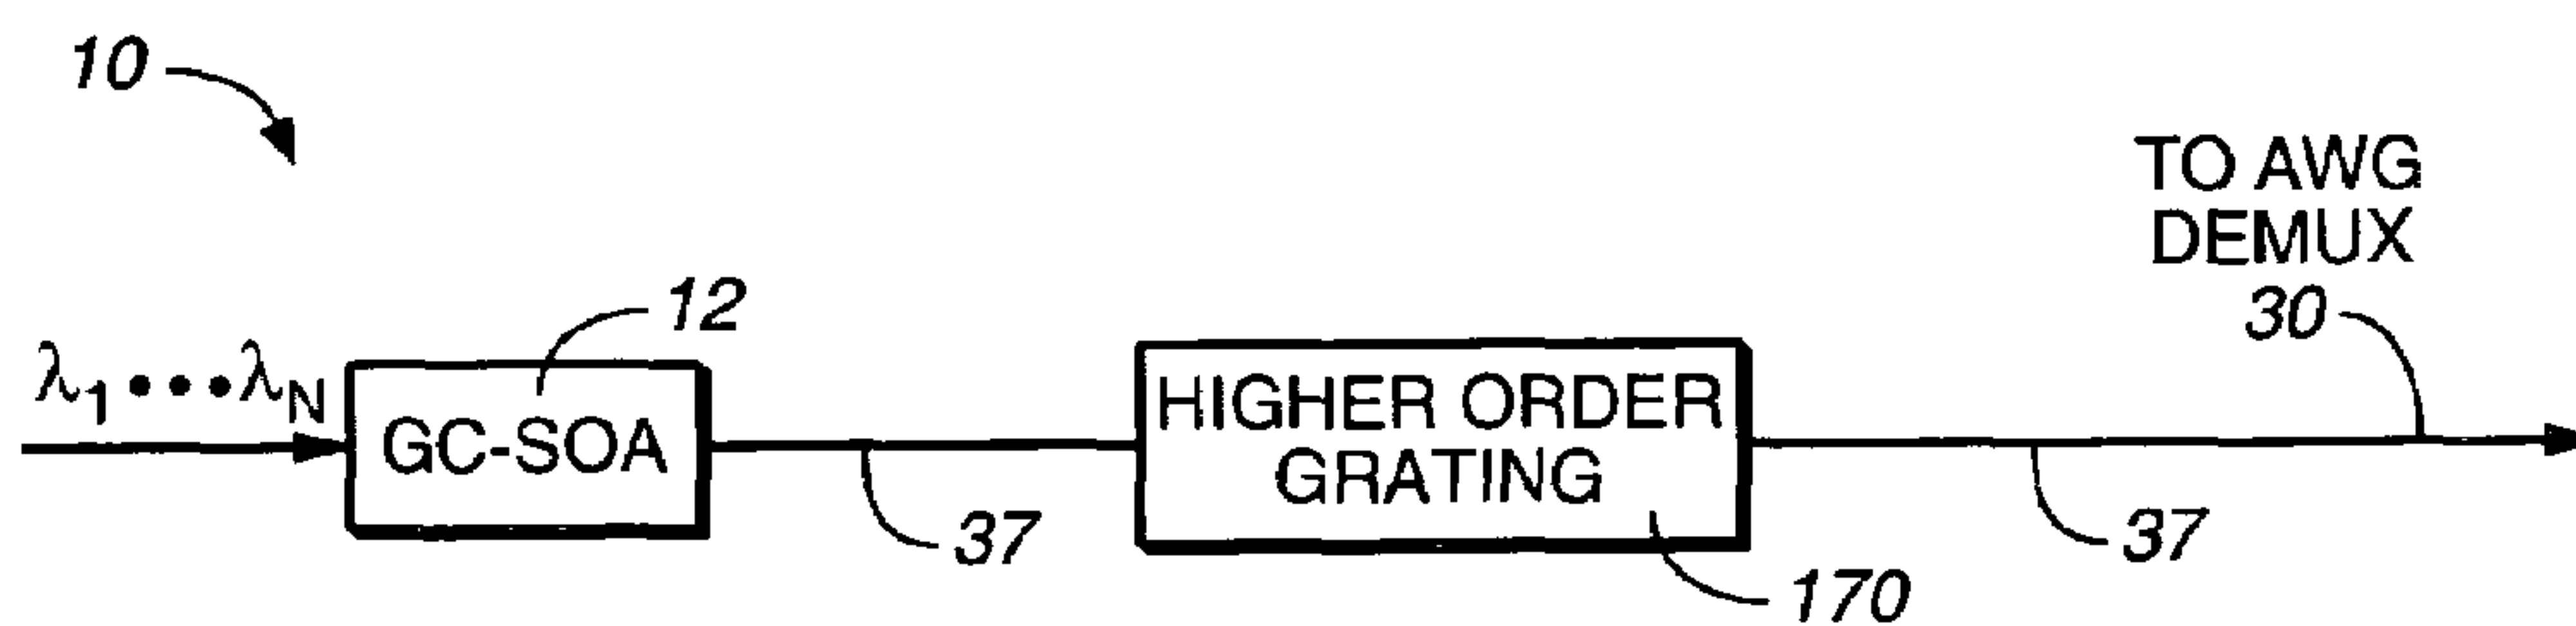 10
TO AWG
DEMUX
30
12
λ1•••λN
GC-SOA
HIGHER ORDER
GRATING
37
37
170